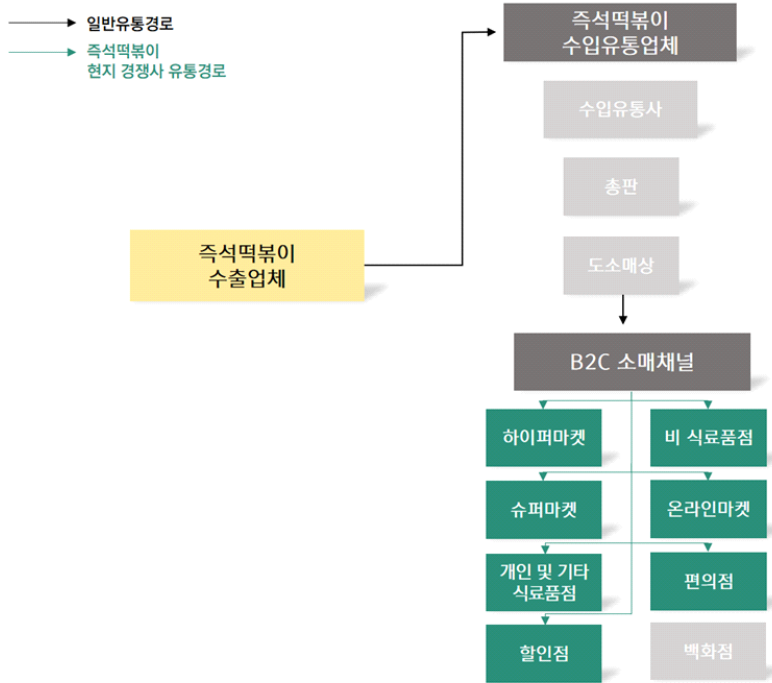 일반유통경로
즉석떡볶이
현지 경쟁사 유통경로
즉석떡볶이
수입유통업체
수입유통사
총판
도소매상
즉석떡볶이
수출업체
B2C 소매채널
하이퍼마켓
비 식료품점
슈퍼마켓
온라인마켓
개인 및 기타
식료품점
편의점
할인점
백화점